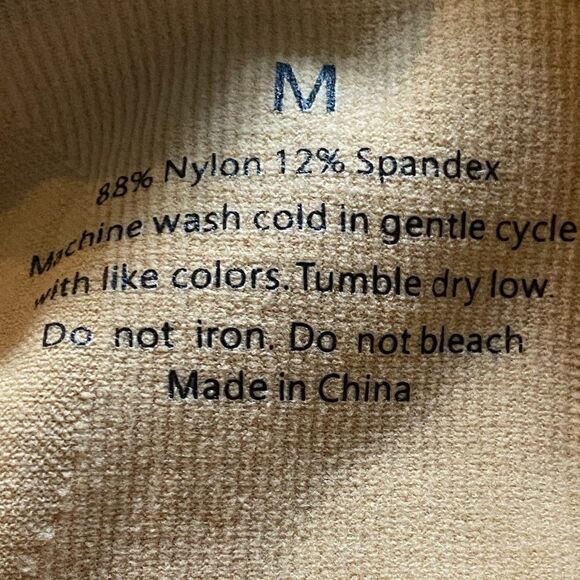 M
88% Nylon 12% Spandex
Machine wash cold in gentle cycle
with like colors. Tumble dry low.
Do not iron. Do not bleach
Made in China